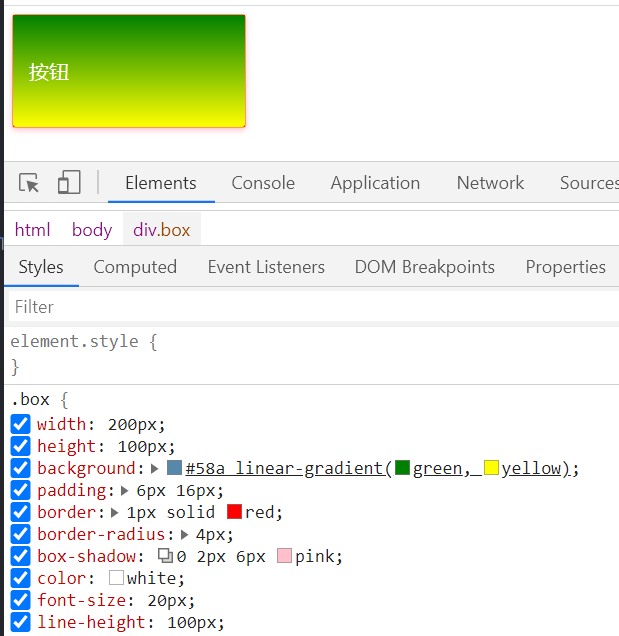 按钮
Elements Console Application Network Sources
html body div.box
Styles Computed Event Listeners DOM Breakpoints Properties
Filter
element.style {
}
.box {
width: 200px;
height: 100px;
background: #58a linear-gradient(green, yellow);
padding: 6px 16px;
border: 1px solid red;
border-radius: 4px;
box-shadow: 0 2px 6px pink;
color: white;
font-size: 20px;
line-height: 100px;